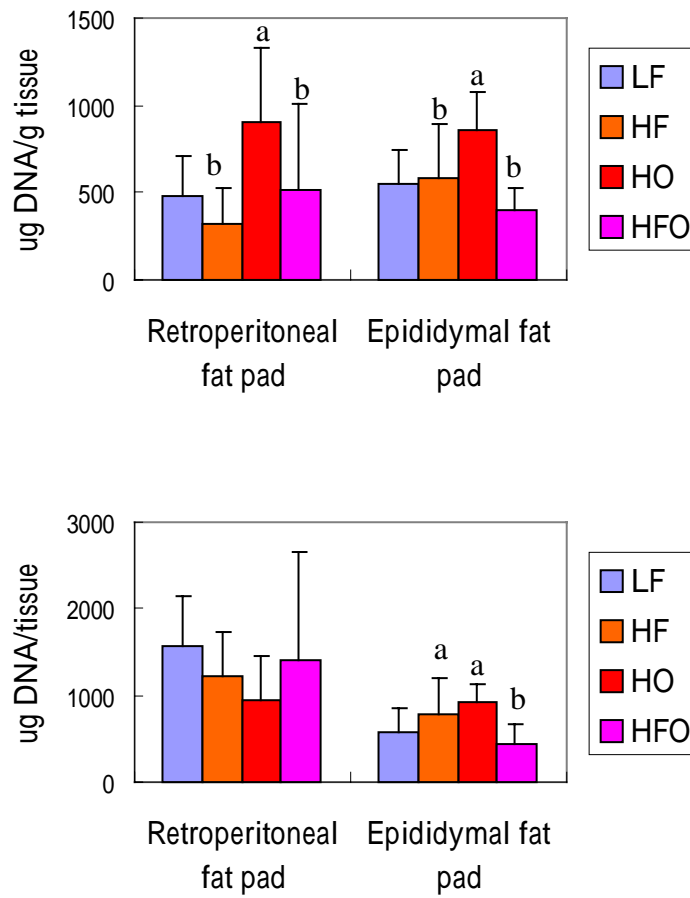 ug DNA/g tissue
1500
1000
500
0
a
b
b
a
b
b
Retroperitoneal
fat pad
Epididymal fat
pad
LF
HF
HO
HFO
ug DNA/tissue
3000
2000
1000
0
a
a
b
Retroperitoneal
fat pad
Epididymal fat
pad
LF
HF
HO
HFO